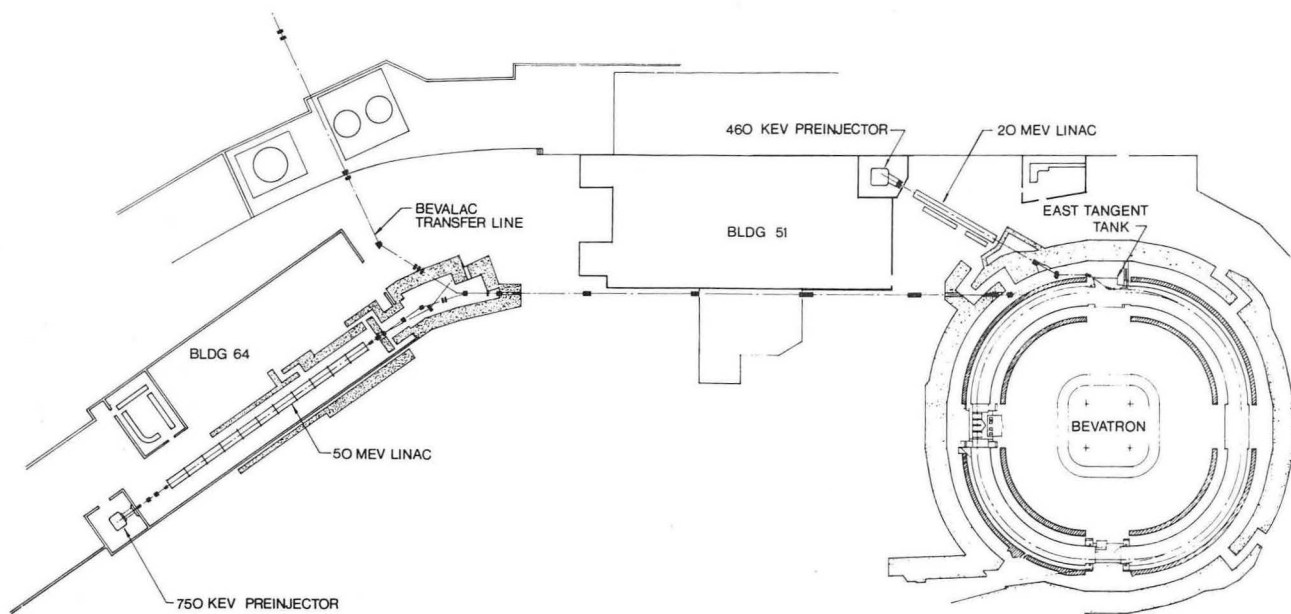 460 KEV PREINJECTOR
20 MEV LINAC
BEVALAC
TRANSFER LINE
BLDG 51
EAST TANGENT
TANK
BLDG 64
BEVATRON
50 MEV LINAC
750 KEV PREINJECTOR